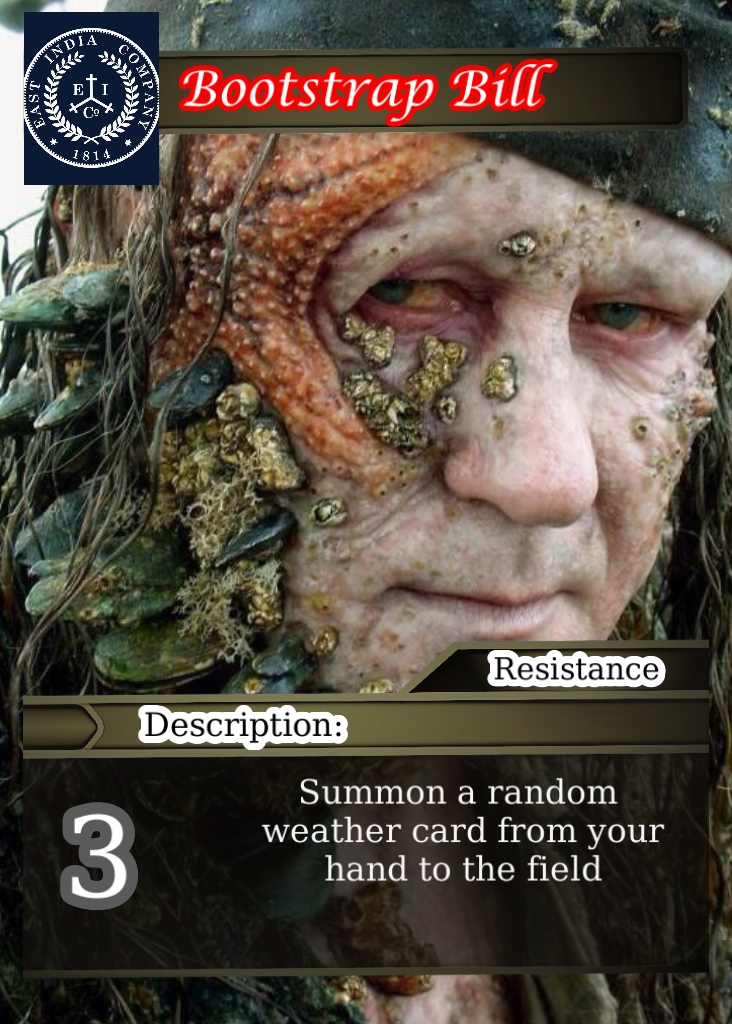 EAST INDIA COMPANY
E I
Co
1814
Bootstrap Bill
Resistance
Description:
3
Summon a random
weather card from your
hand to the field